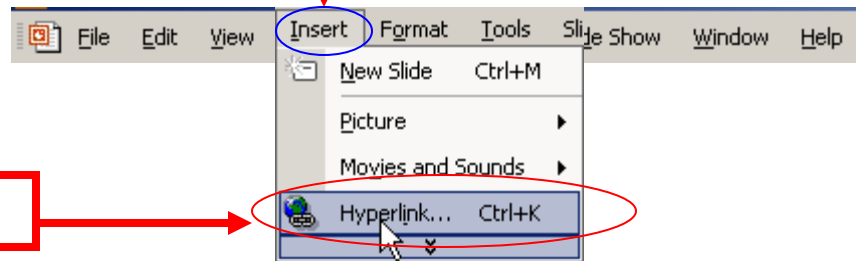 File Edit View Insert Format Tools Slide Show Window Help
New Slide Ctrl+M
Picture
Movies and Sounds
Hyperlink... Ctrl+K